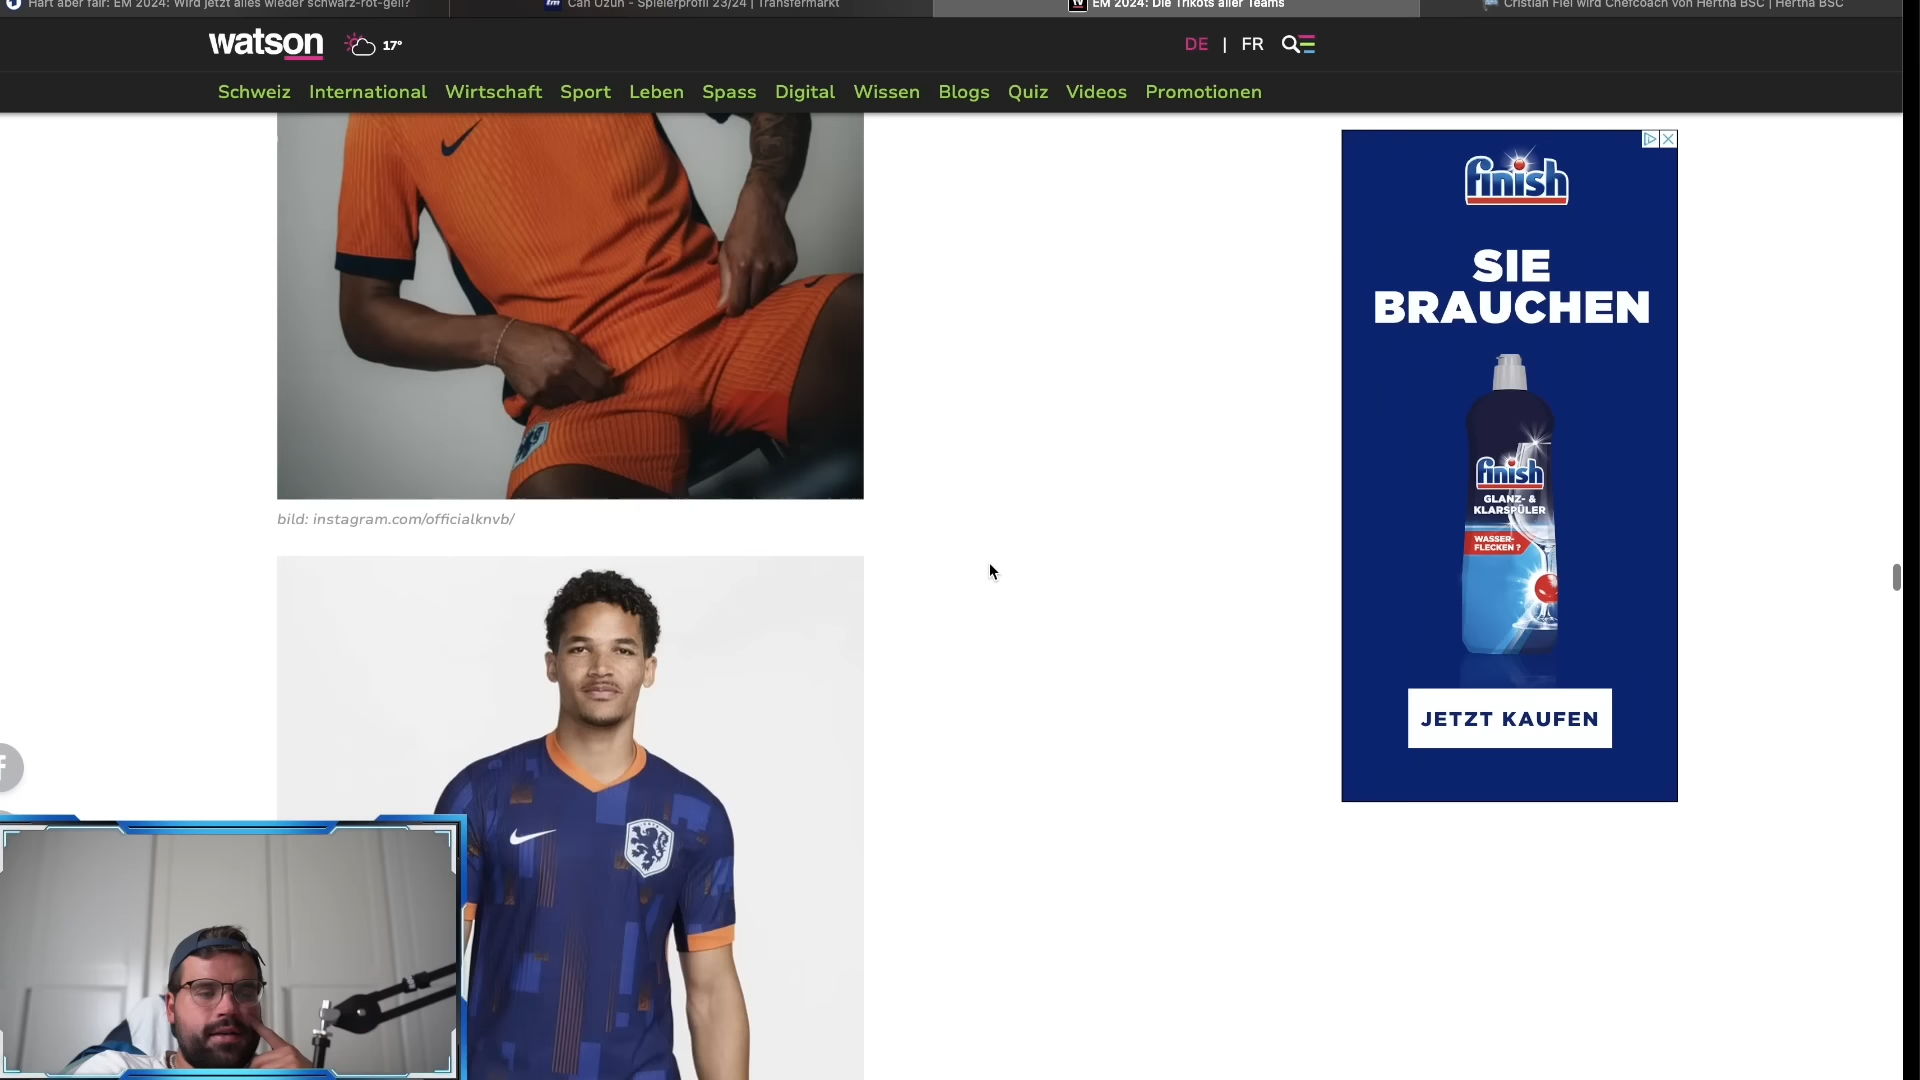 Hart aber fair: EM 2024: Wird jetzt alles wieder schwarz-rot-geil?
Can Uzun - Spielerprofil 23/24 | Transfermarkt
EM 2024: Die Trikots aller Teams
Cristian Fiel wird Chefcoach von Hertha BSC | Hertha BSC
watson
17°
DE | FR
Schweiz International Wirtschaft Sport Leben Spass Digital Wissen Blogs Quiz Videos Promotionen
bild: instagram.com/officialknvb/
finish
SIE
BRAUCHEN
finish
GLANZ- &
KLARSPÜLER
WASSER-
FLECKEN ?
JETZT KAUFEN